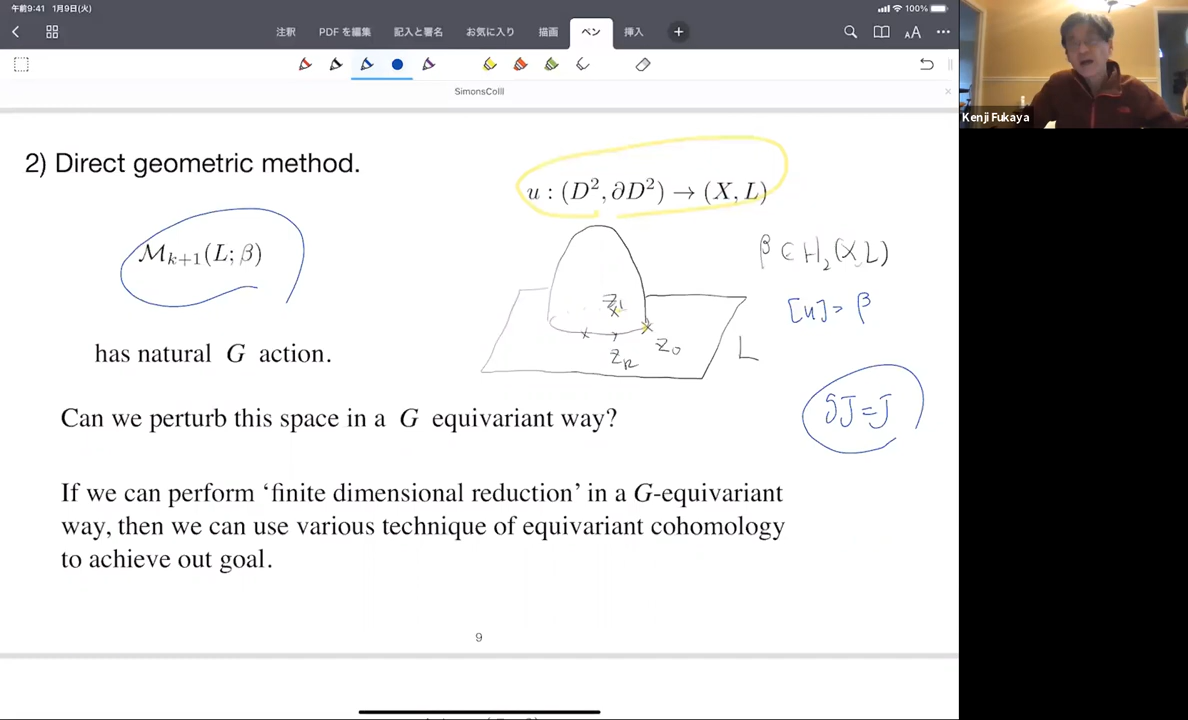 午前9:41 1月9日(火)
100%
注釈 PDF を編集 記入と署名 お気に入り 描画 ペン 挿入
AA
SimonsColl
Kenji Fukaya
2) Direct geometric method.
u : (D², ∂D²) → (X, L)
ℳₖ₊₁(L; β)
β ∈ H₂(X, L)
[u] = β
z₁
z₀
zₖ
L
has natural G action.
gJ = J
Can we perturb this space in a G equivariant way?
If we can perform ‘finite dimensional reduction’ in a G-equivariant
way, then we can use various technique of equivariant cohomology
to achieve out goal.
9